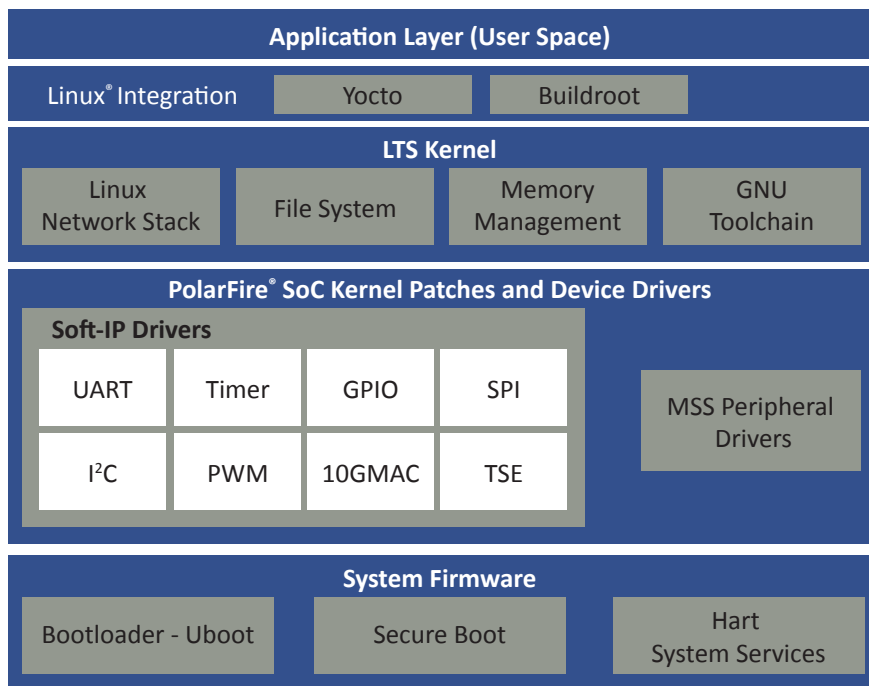 Application Layer (User Space)
Linux® Integration
Yocto
Buildroot
LTS Kernel
Linux
Network Stack
File System
Memory
Management
GNU
Toolchain
PolarFire® SoC Kernel Patches and Device Drivers
Soft-IP Drivers
UART
Timer
GPIO
SPI
I²C
PWM
10GMAC
TSE
MSS Peripheral
Drivers
System Firmware
Bootloader - Uboot
Secure Boot
Hart
System Services